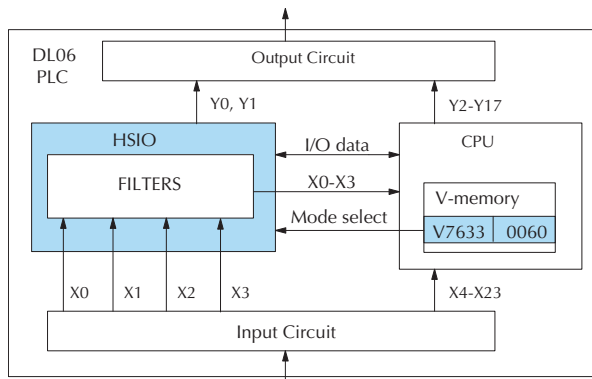 DL06
PLC
Output Circuit
Y0, Y1
Y2-Y17
HSIO
I/O data
CPU
FILTERS
X0-X3
V-memory
Mode select
V7633
0060
X0
X1
X2
X3
X4-X23
Input Circuit